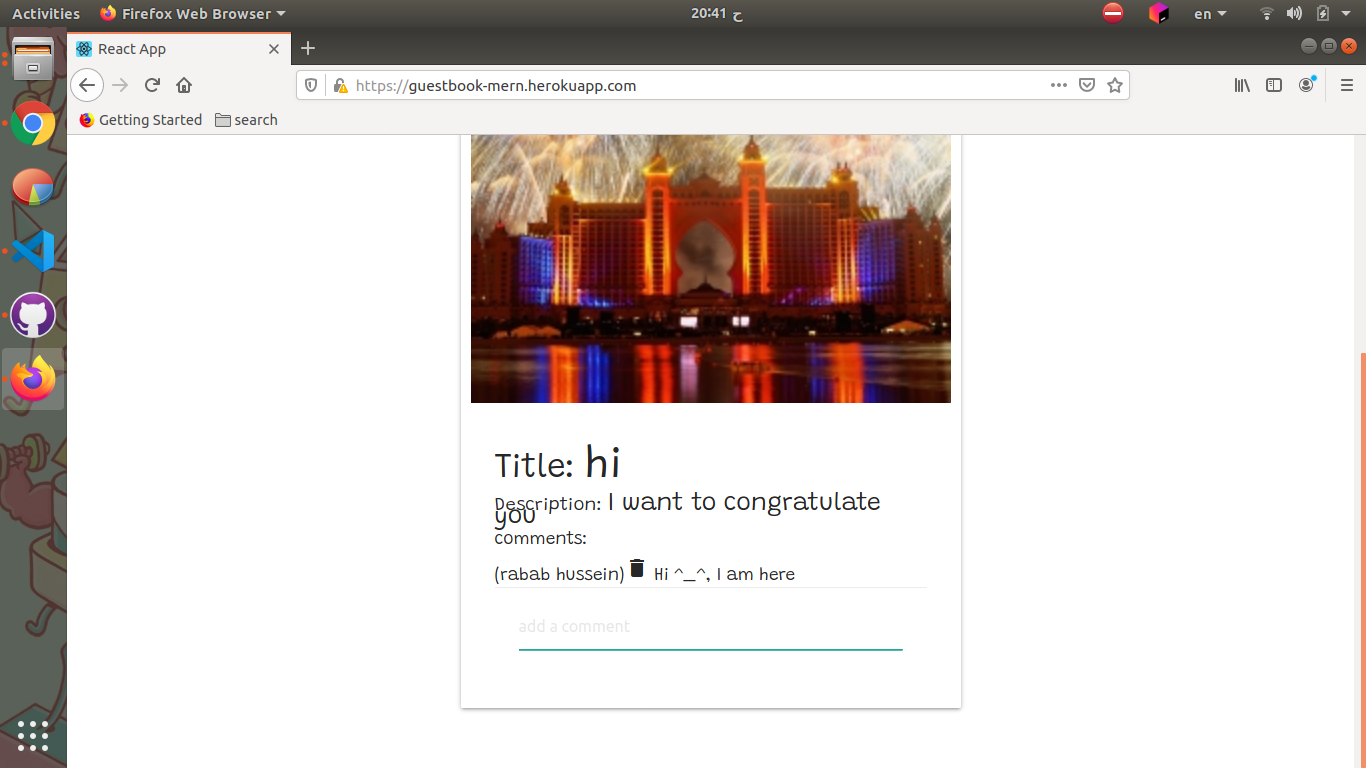 Activities Firefox Web Browser 20:41 ح en
React App
https://guestbook-mern.herokuapp.com
Getting Started search
Title: hi
Description: I want to congratulate
you
comments:
(rabab hussein) Hi ^_^, I am here
add a comment